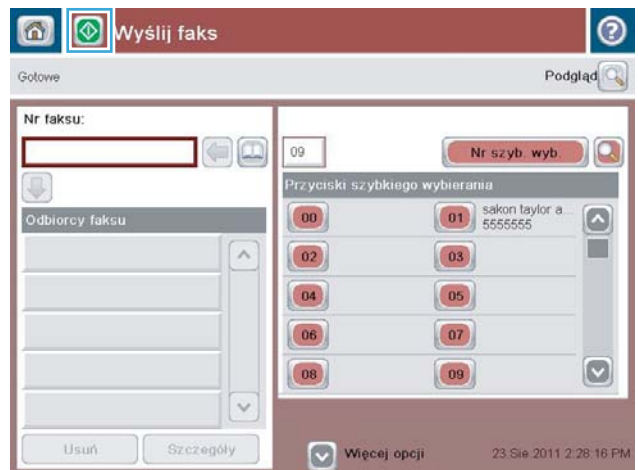 Wyślij faks
Gotowe
Podgląd
Nr faksu:
09
Nr szyb. wyb.
Przyciski szybkiego wybierania
Odbiorcy faksu
00
01
sakon taylor a...
5555555
02
03
04
05
06
07
08
09
Usuń
Szczegóły
Więcej opcji
23 Sie 2011 2:28:16 PM